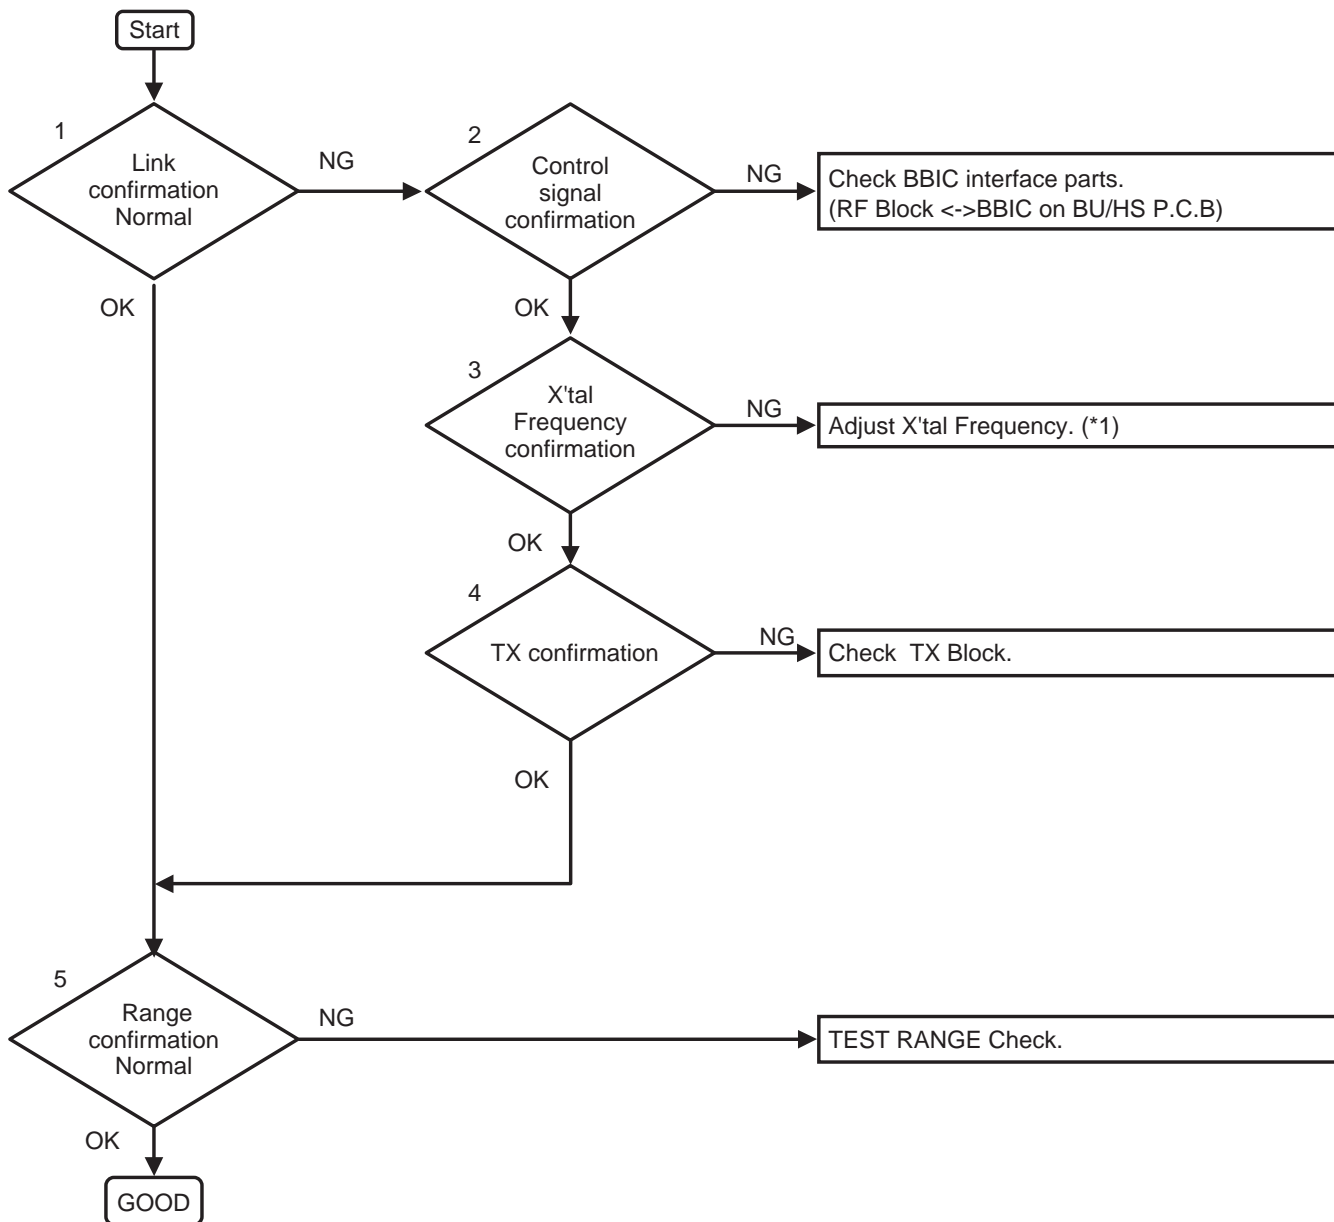 Start
1
Link
confirmation
Normal
NG
2
Control
signal
confirmation
NG
Check BBIC interface parts.
(RF Block <->BBIC on BU/HS P.C.B)
OK
OK
3
X'tal
Frequency
confirmation
NG
Adjust X'tal Frequency. (*1)
OK
4
TX confirmation
NG
Check  TX Block.
OK
5
Range
confirmation
Normal
NG
TEST RANGE Check.
OK
GOOD